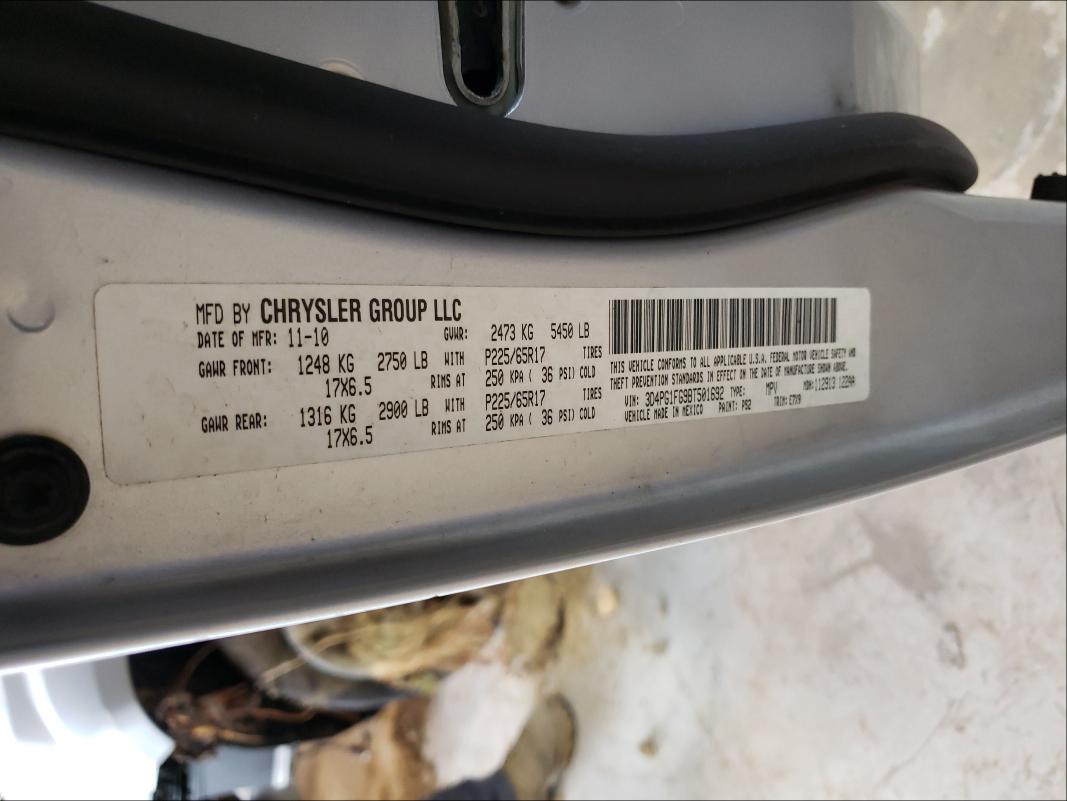 MFD BY CHRYSLER GROUP LLC
DATE OF MFR: 11-10 GVWR: 2473 KG 5450 LB
GAWR FRONT: 1248 KG 2750 LB WITH P225/65R17 TIRES
17X6.5 RIMS AT 250 KPA ( 36 PSI) COLD
GAWR REAR: 1316 KG 2900 LB WITH P225/65R17 TIRES
17X6.5 RIMS AT 250 KPA ( 36 PSI) COLD
THIS VEHICLE CONFORMS TO ALL APPLICABLE U.S.A. FEDERAL MOTOR VEHICLE SAFETY AND
THEFT PREVENTION STANDARDS IN EFFECT ON THE DATE OF MANUFACTURE SHOWN ABOVE.
VIN: 3D4PG1FG9BT501692 TYPE: MPV MDH: 112913
VEHICLE MADE IN MEXICO PAINT: PS2 TRIM: E7X9